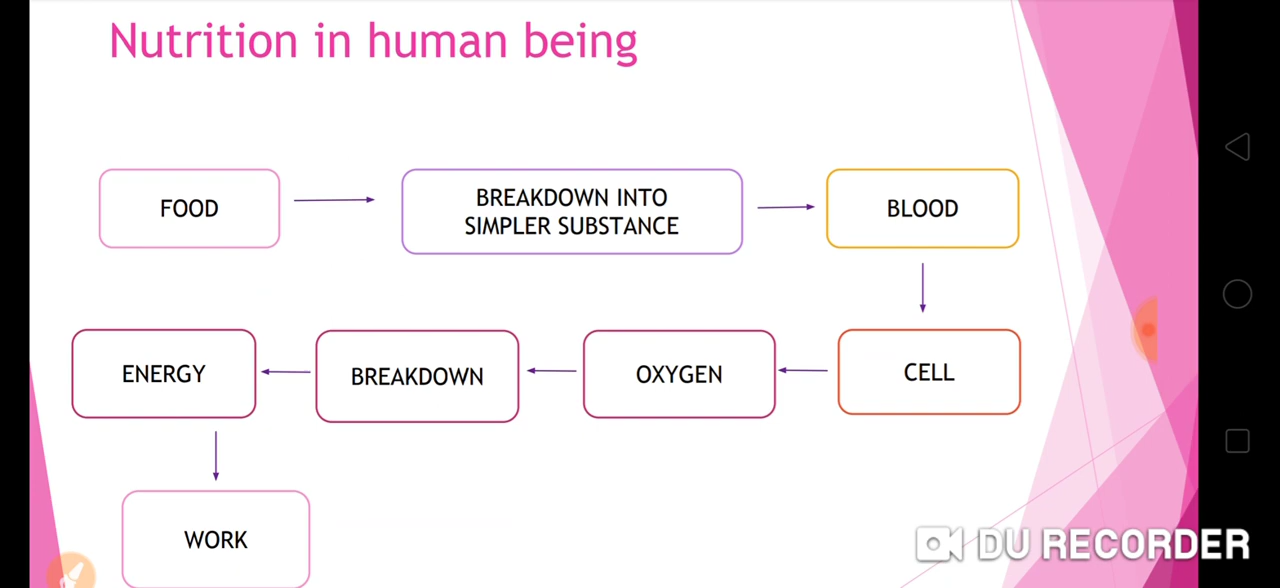 Nutrition in human being
FOOD
BREAKDOWN INTO
SIMPLER SUBSTANCE
BLOOD
CELL
OXYGEN
BREAKDOWN
ENERGY
WORK
DU RECORDER